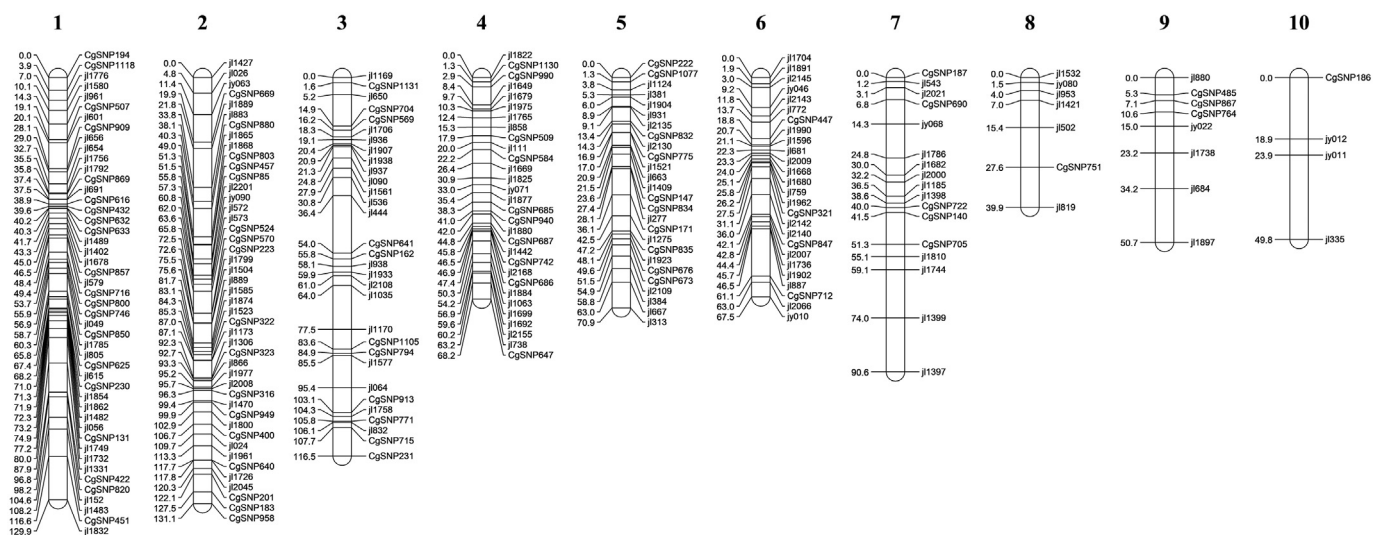 1
0.0 CgSNP194
3.9 CgSNP1118
7.0 jl1776
10.1 jl1580
14.3 jl961
19.1 CgSNP507
20.1 jl601
28.1 CgSNP909
29.0 jl656
32.7 jl654
35.5 jl1756
35.8 jl1792
37.4 CgSNP869
37.5 jl691
38.9 CgSNP616
39.6 CgSNP432
40.2 CgSNP632
40.3 CgSNP633
41.7 jl1489
43.3 jl1402
45.0 jl1678
46.5 CgSNP857
48.4 jl579
49.4 CgSNP716
53.7 CgSNP800
55.9 CgSNP746
56.9 jl049
58.7 CgSNP850
60.3 jl1785
65.8 jl805
67.4 CgSNP625
68.2 jl615
71.0 CgSNP230
71.3 jl1854
71.9 jl1862
72.3 jl1482
73.2 jl056
74.9 CgSNP131
77.2 jl1749
80.0 jl1732
87.9 jl1331
96.8 CgSNP422
98.2 CgSNP820
104.6 jl152
108.2 jl1483
116.6 CgSNP451
129.9 jl1832
2
0.0 jl1427
4.8 jl026
11.4 jy063
19.9 CgSNP669
21.8 jl1889
33.8 jl883
38.1 CgSNP880
40.3 jl1865
49.0 jl1868
51.3 CgSNP803
51.5 CgSNP457
55.8 CgSNP85
57.3 jl2201
60.8 jy090
62.0 jl572
63.6 jl573
65.8 CgSNP524
72.5 CgSNP570
72.6 CgSNP223
75.5 jl1799
75.6 jl1504
81.7 jl889
83.1 jl1585
84.3 jl1874
85.3 jl1523
87.0 CgSNP322
87.1 jl1173
92.3 jl1306
92.7 CgSNP323
93.3 jl866
95.2 jl1977
95.7 jl2008
96.3 CgSNP316
99.4 jl1470
99.9 CgSNP949
102.9 jl1800
106.7 CgSNP400
109.7 jl024
113.3 jl1961
117.7 CgSNP640
117.8 jl1726
120.3 jl2045
122.1 CgSNP201
127.5 CgSNP183
131.1 CgSNP958
3
0.0 jl1169
1.6 CgSNP1131
5.2 jl650
14.9 CgSNP704
16.2 CgSNP569
18.3 jl1706
19.1 jl936
20.4 jl1907
20.9 jl1938
21.3 jl937
24.8 jl090
27.9 jl1561
30.8 jl536
36.4 jl444
54.0 CgSNP641
55.8 CgSNP162
58.1 jl938
59.9 jl1933
61.0 jl2108
64.0 jl1035
77.5 jl1170
83.6 CgSNP1105
84.9 CgSNP794
85.5 jl1577
95.4 jl064
103.1 CgSNP913
104.3 jl1758
105.8 CgSNP771
106.1 jl832
107.7 CgSNP715
116.5 CgSNP231
4
0.0 jl1822
1.3 CgSNP1130
2.9 CgSNP990
8.4 jl1649
9.7 jl1679
10.3 jl1975
12.4 jl1765
15.3 jl858
17.9 CgSNP509
20.0 jl111
22.2 CgSNP584
26.4 jl1669
30.9 jl1825
33.0 jy071
35.4 jl1877
38.3 CgSNP685
41.0 CgSNP940
42.0 jl1880
44.8 CgSNP687
45.8 jl1442
46.5 CgSNP742
46.9 jl2168
47.4 CgSNP686
50.3 jl1884
54.2 jl1063
56.9 jl1699
59.6 jl1692
60.2 jl2155
63.2 jl738
68.2 CgSNP647
5
0.0 CgSNP222
1.3 CgSNP1077
3.8 jl1124
5.3 jl381
6.0 jl1904
8.9 jl931
9.1 jl2135
13.4 CgSNP832
14.3 jl2130
16.9 CgSNP775
17.0 jl1521
20.9 jl663
21.5 jl1409
23.6 CgSNP147
27.4 CgSNP834
28.1 jl277
36.1 CgSNP171
42.5 jl1275
47.2 CgSNP835
48.1 jl1923
49.6 CgSNP676
51.5 CgSNP673
54.9 jl2109
58.8 jl384
63.0 jl667
70.9 jl313
6
0.0 jl1704
1.9 jl1891
3.0 jl2145
9.2 jy046
11.8 jl2143
13.7 jl772
18.8 CgSNP447
20.7 jl1990
21.1 jl1596
22.3 jl681
23.3 jl2009
24.0 jl1668
25.1 jl1680
25.8 jl759
26.2 jl1962
27.5 CgSNP321
31.1 jl2142
36.1 jl2140
42.1 CgSNP847
42.8 jl2007
44.4 jl1736
45.7 jl1902
46.5 jl887
61.1 CgSNP712
63.0 jl2066
67.5 jy010
7
0.0 CgSNP187
1.2 jl543
3.1 jl2021
6.8 CgSNP690
14.3 jy068
24.8 jl1786
30.0 jl1682
32.2 jl2000
36.5 jl1185
38.6 jl1398
40.0 CgSNP722
41.5 CgSNP140
51.3 CgSNP705
55.1 jl1810
59.1 jl1744
74.0 jl1399
90.6 jl1397
8
0.0 jl1532
1.5 jy080
4.0 jl953
7.0 jl1421
15.4 jl502
27.6 CgSNP751
39.9 jl819
9
0.0 jl880
5.3 CgSNP485
7.1 CgSNP867
10.6 CgSNP764
15.0 jy022
23.2 jl1738
34.2 jl684
50.7 jl1897
10
0.0 CgSNP186
18.9 jy012
23.9 jy011
49.8 jl335